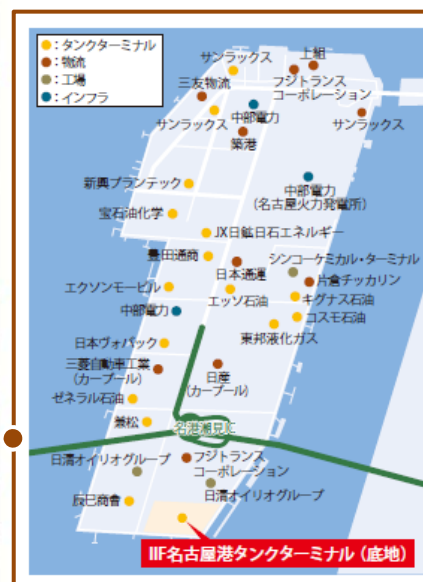 ●：タンクターミナル
●：物流
●：工場
●：インフラ
サンラックス
上組
三友物流
フジトランス
コーポレーション
サンラックス
中部電力
サンラックス
築港
新興プランテック
中部電力
(名古屋火力発電所)
宝石油化学
JX日鉱日石エネルギー
豊田通商
シンコーケミカル・ターミナル
日本通運
片倉チッカリン
エクソンモービル
エッソ石油
キグナス石油
中部電力
コスモ石油
東邦液化ガス
日本ヴォパック
三菱自動車工業
(カープール)
日産
(カープール)
ゼネラル石油
兼松
名港潮見IC
日清オイリオグループ
フジトランス
コーポレーション
日清オイリオグループ
辰巳商會
IIF名古屋港タンクターミナル（底地）